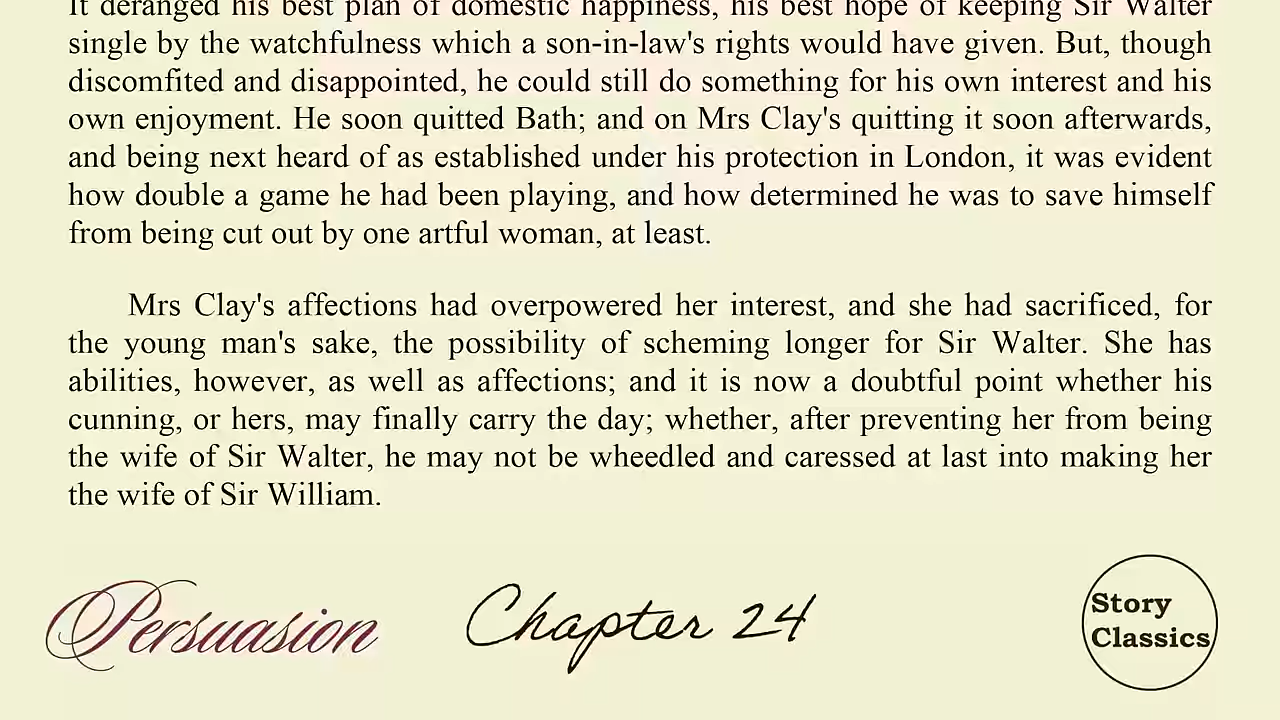 It deranged his best plan of domestic happiness, his best hope of keeping Sir Walter
single by the watchfulness which a son-in-law's rights would have given. But, though
discomfited and disappointed, he could still do something for his own interest and his
own enjoyment. He soon quitted Bath; and on Mrs Clay's quitting it soon afterwards,
and being next heard of as established under his protection in London, it was evident
how double a game he had been playing, and how determined he was to save himself
from being cut out by one artful woman, at least.
Mrs Clay's affections had overpowered her interest, and she had sacrificed, for
the young man's sake, the possibility of scheming longer for Sir Walter. She has
abilities, however, as well as affections; and it is now a doubtful point whether his
cunning, or hers, may finally carry the day; whether, after preventing her from being
the wife of Sir Walter, he may not be wheedled and caressed at last into making her
the wife of Sir William.
Persuasion
Chapter 24
Story
Classics